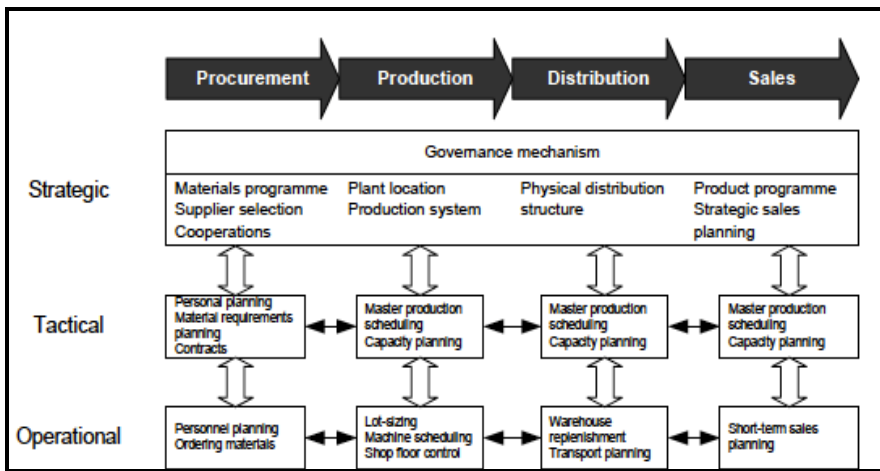 Procurement
Production
Distribution
Sales
Governance mechanism
Strategic
Materials programme
Supplier selection
Cooperations
Plant location
Production system
Physical distribution
structure
Product programme
Strategic sales
planning
Tactical
Personal planning
Material requirements
planning
Contracts
Master production
scheduling
Capacity planning
Master production
scheduling
Capacity planning
Master production
scheduling
Capacity planning
Operational
Personnel planning
Ordering materials
Lot-sizing
Machine scheduling
Shop floor control
Warehouse
replenishment
Transport planning
Short-term sales
planning